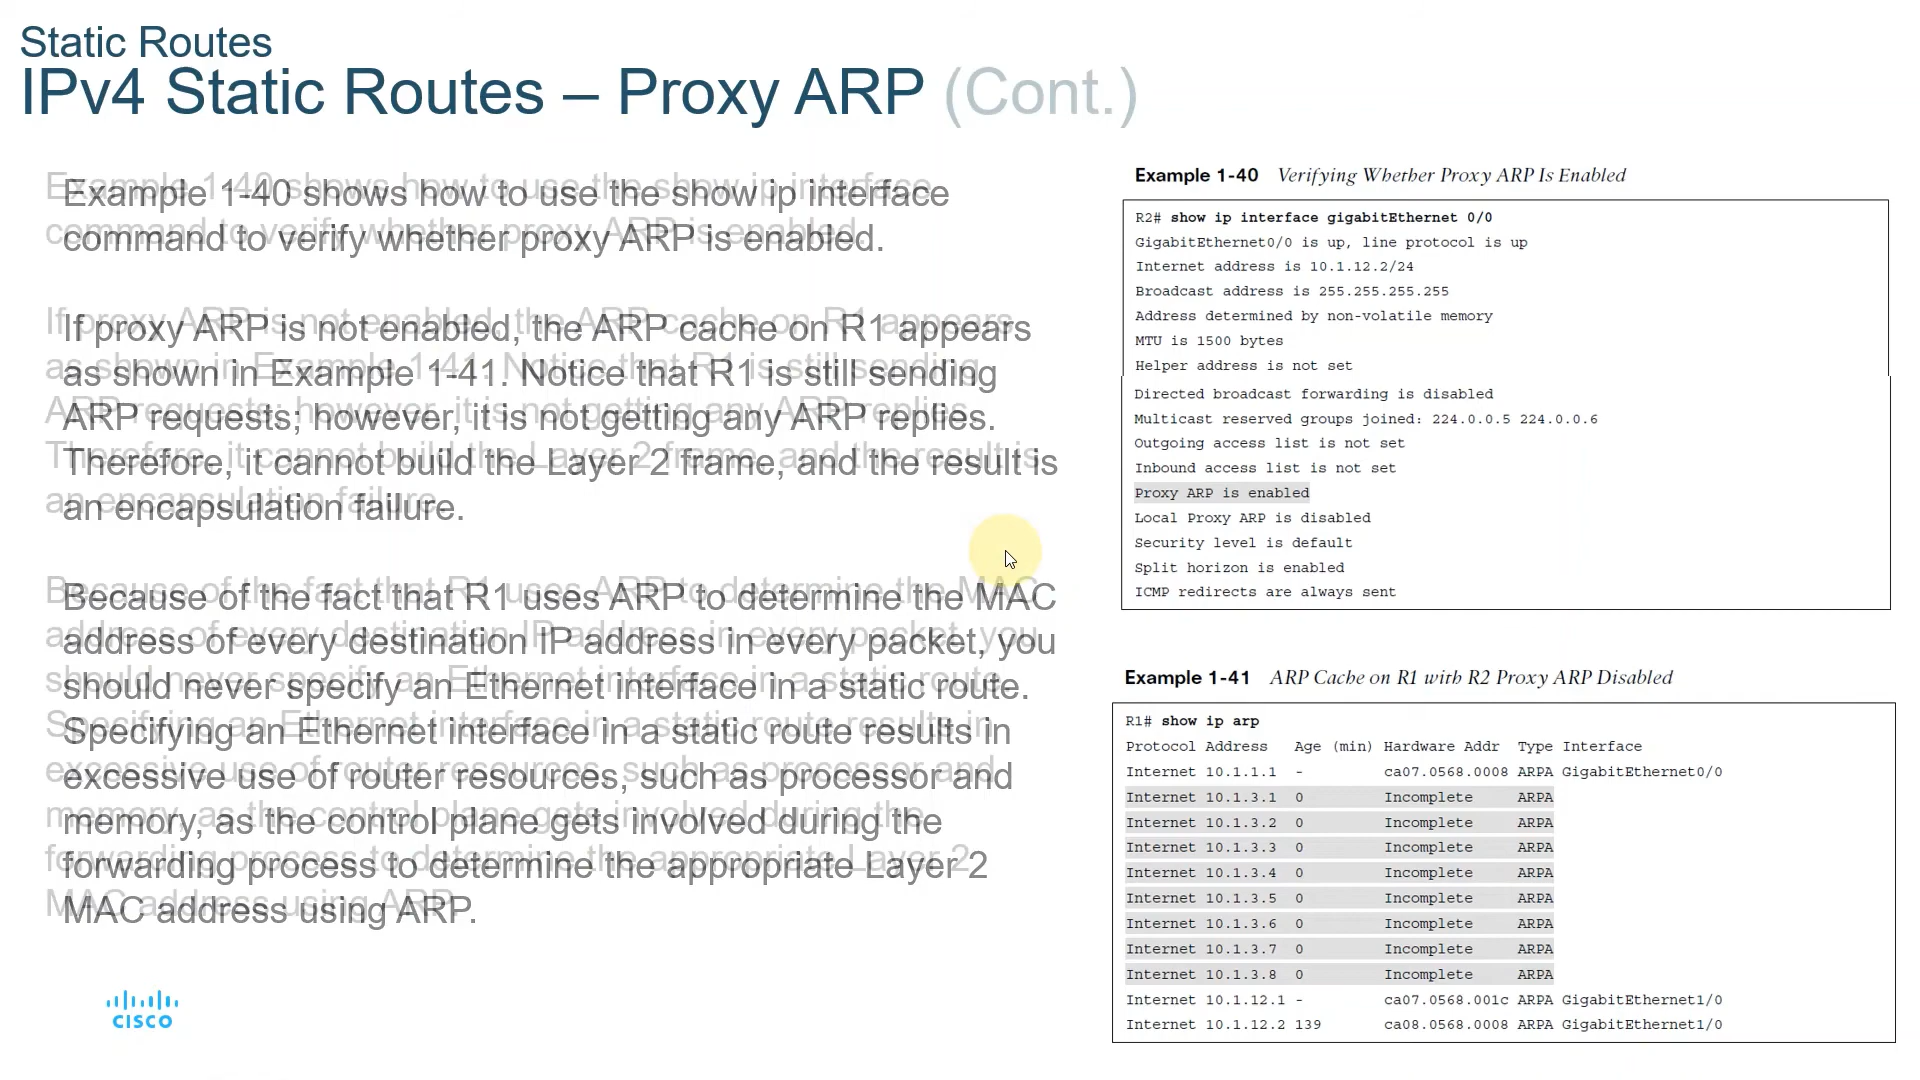 Static Routes
IPv4 Static Routes – Proxy ARP (Cont.)
Example 1-40 shows how to use the show ip interface
command to verify whether proxy ARP is enabled.
If proxy ARP is not enabled, the ARP cache on R1 appears
as shown in Example 1-41. Notice that R1 is still sending
ARP requests; however, it is not getting any ARP replies.
Therefore, it cannot build the Layer 2 frame, and the result is
an encapsulation failure.
Because of the fact that R1 uses ARP to determine the MAC
address of every destination IP address in every packet, you
should never specify an Ethernet interface in a static route.
Specifying an Ethernet interface in a static route results in
excessive use of router resources, such as processor and
memory, as the control plane gets involved during the
forwarding process to determine the appropriate Layer 2
MAC address using ARP.
Example 1-40 Verifying Whether Proxy ARP Is Enabled
R2# show ip interface gigabitEthernet 0/0
GigabitEthernet0/0 is up, line protocol is up
Internet address is 10.1.12.2/24
Broadcast address is 255.255.255.255
Address determined by non-volatile memory
MTU is 1500 bytes
Helper address is not set
Directed broadcast forwarding is disabled
Multicast reserved groups joined: 224.0.0.5 224.0.0.6
Outgoing access list is not set
Inbound access list is not set
Proxy ARP is enabled
Local Proxy ARP is disabled
Security level is default
Split horizon is enabled
ICMP redirects are always sent
Example 1-41 ARP Cache on R1 with R2 Proxy ARP Disabled
R1# show ip arp
Protocol Address Age (min) Hardware Addr Type Interface
Internet 10.1.1.1 - ca07.0568.0008 ARPA GigabitEthernet0/0
Internet 10.1.3.1 0 Incomplete ARPA
Internet 10.1.3.2 0 Incomplete ARPA
Internet 10.1.3.3 0 Incomplete ARPA
Internet 10.1.3.4 0 Incomplete ARPA
Internet 10.1.3.5 0 Incomplete ARPA
Internet 10.1.3.6 0 Incomplete ARPA
Internet 10.1.3.7 0 Incomplete ARPA
Internet 10.1.3.8 0 Incomplete ARPA
Internet 10.1.12.1 - ca07.0568.001c ARPA GigabitEthernet1/0
Internet 10.1.12.2 139 ca08.0568.0008 ARPA GigabitEthernet1/0
CISCO